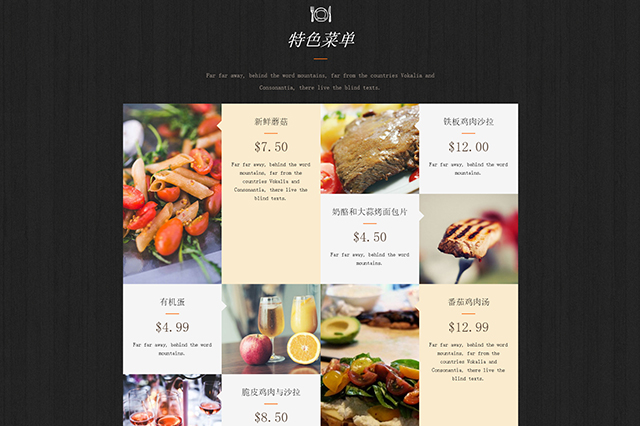 特色菜单
Far far away, behind the word mountains, far from the countries Vokalia and
Consonantia, there live the blind texts.
新鲜蘑菇
$7.50
Far far away, behind the word
mountains, far from the
countries Vokalia and
Consonantia, there live the
blind texts.
铁板鸡肉沙拉
$12.00
Far far away, behind the word
mountains.
奶酪和大蒜烤面包片
$4.50
Far far away, behind the word
mountains.
有机蛋
$4.99
Far far away, behind the word
mountains.
番茄鸡肉汤
$12.99
Far far away, behind the word
mountains, far from the
countries Vokalia and
Consonantia, there live the
blind texts.
脆皮鸡肉与沙拉
$8.50